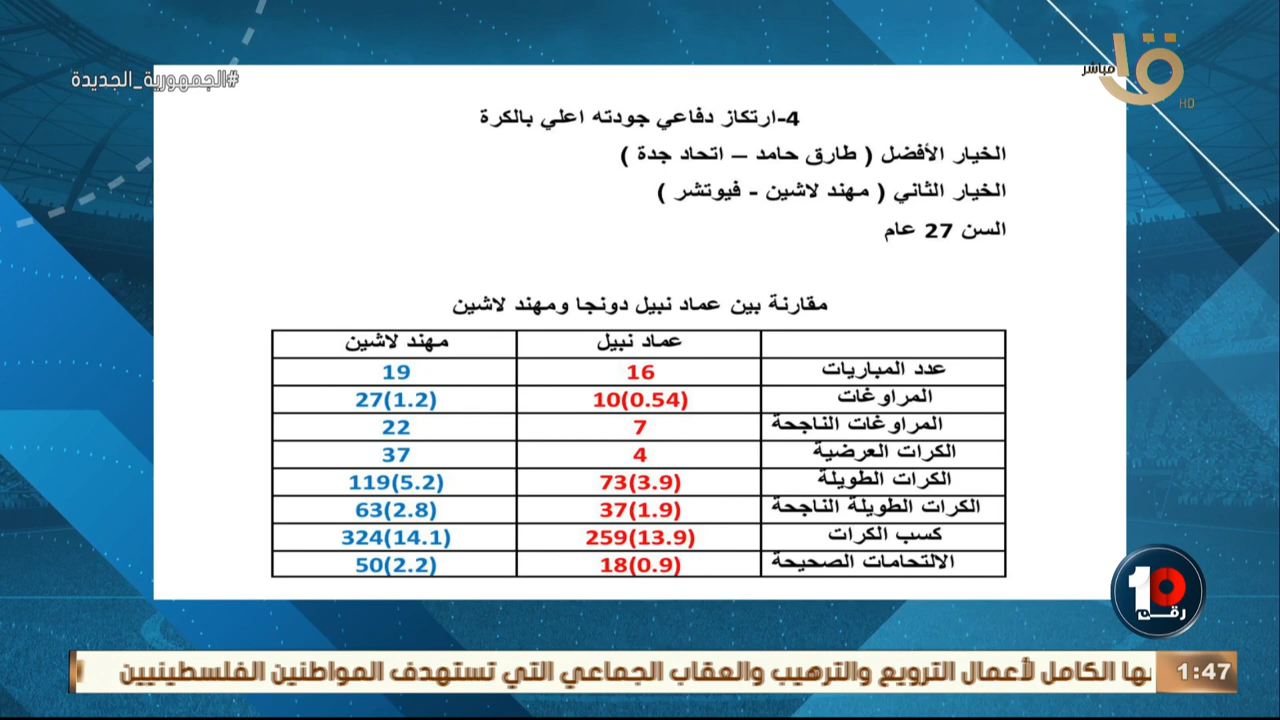 #الجمهورية_الجديدة
مباشر
HD
4-ارتكاز دفاعي جودته اعلي بالكرة
الخيار الأفضل ( طارق حامد – اتحاد جدة )
الخيار الثاني ( مهند لاشين - فيوتشر )
السن 27 عام
مقارنة بين عماد نبيل دونجا ومهند لاشين
عماد نبيل مهند لاشين
عدد المباريات 16 19
المراوغات 10(0.54) 27(1.2)
المراوغات الناجحة 7 22
الكرات العرضية 4 37
الكرات الطويلة 73(3.9) 119(5.2)
الكرات الطويلة الناجحة 37(1.9) 63(2.8)
كسب الكرات 259(13.9) 324(14.1)
الالتحامات الصحيحة 18(0.9) 50(2.2)
10
رقم
1:47
الكامل لأعمال الترويع والترهيب والعقاب الجماعي التي تستهدف المواطنين الفلسطينيين